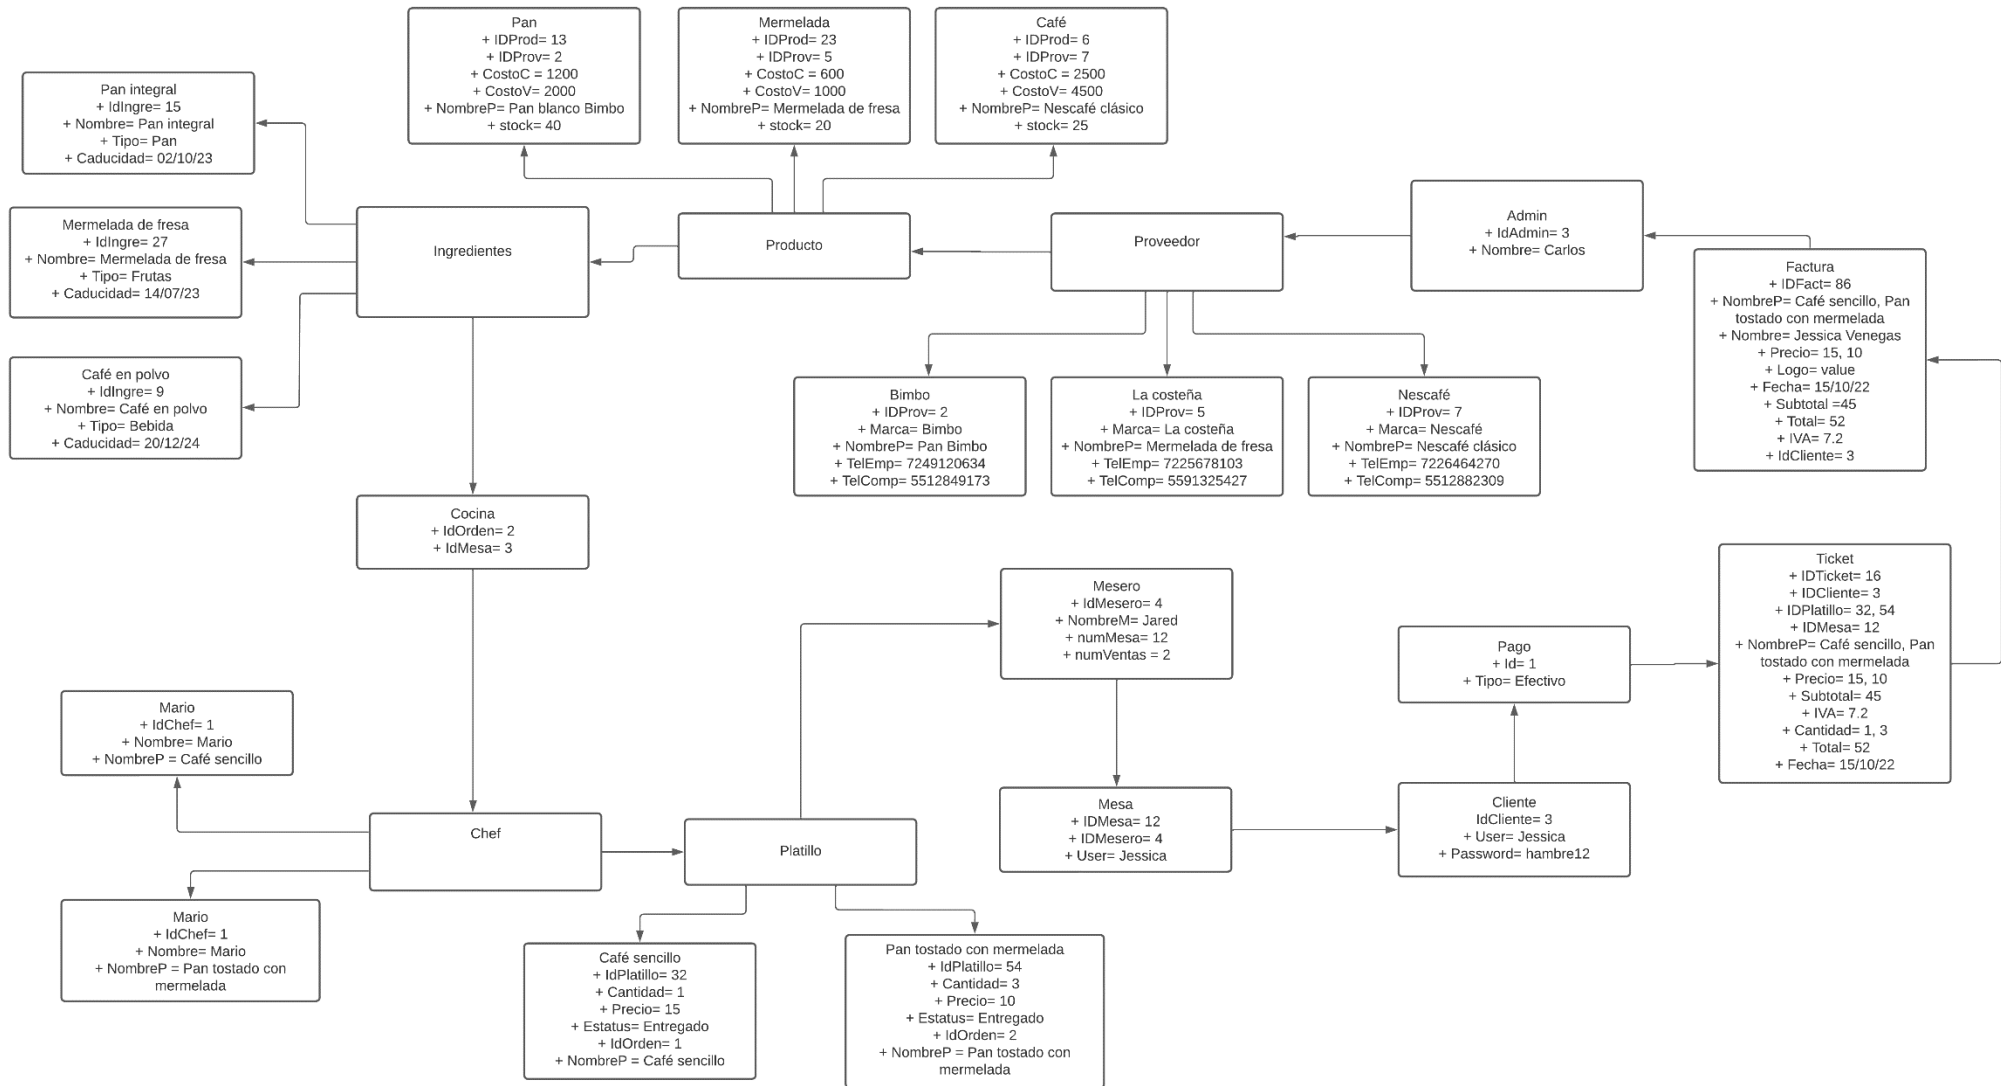 Pan
+ IDProd= 13
+ IDProv= 2
+ CostoC = 1200
+ CostoV= 2000
+ NombreP= Pan blanco Bimbo
+ stock= 40
Mermelada
+ IDProd= 23
+ IDProv= 5
+ CostoC = 600
+ CostoV= 1000
+ NombreP= Mermelada de fresa
+ stock= 20
Café
+ IDProd= 6
+ IDProv= 7
+ CostoC= 2500
+ CostoV= 4500
+ NombreP= Nescafé clásico
+ stock= 25
Pan integral
+ IdIngre= 15
+ Nombre= Pan integral
+ Tipo= Pan
+ Caducidad= 02/10/23
Mermelada de fresa
+ IdIngre= 27
+ Nombre= Mermelada de fresa
+ Tipo= Frutas
+ Caducidad= 14/07/23
Ingredientes
Producto
Proveedor
Admin
+ IdAdmin= 3
+ Nombre= Carlos
Factura
+ IDFact= 86
+ NombreP= Café sencillo, Pan
tostado con mermelada
+ Nombre= Jessica Venegas
+ Precio= 15, 10
+ Logo= value
+ Fecha= 15/10/22
+ Subtotal =45
+ Total= 52
+ IVA= 7.2
+ IdCliente= 3
Café en polvo
+ IdIngre= 9
+ Nombre= Café en polvo
+ Tipo= Bebida
+ Caducidad= 20/12/24
Bimbo
+ IDProv= 2
+ Marca= Bimbo
+ NombreP= Pan Bimbo
+ TelEmp= 7249120634
+ TelComp= 5512849173
La costeña
+ IDProv= 5
+ Marca= La costeña
+ NombreP= Mermelada de fresa
+ TelEmp= 7225678103
+ TelComp= 5591325427
Nescafé
+ IDProv= 7
+ Marca= Nescafé
+ NombreP= Nescafé clásico
+ TelEmp= 7226464270
+ TelComp= 5512882309
Cocina
+ IdOrden= 2
+ IdMesa= 3
Mesero
+ IdMesero= 4
+ NombreM= Jared
+ numMesa= 12
+ numVentas = 2
Pago
+ Id= 1
+ Tipo= Efectivo
Ticket
+ IDTicket= 16
+ IDCliente= 3
+ IDPlatillo= 32, 54
+ IDMesa= 12
+ NombreP= Café sencillo, Pan
tostado con mermelada
+ Precio= 15, 10
+ Subtotal= 45
+ IVA= 7.2
+ Cantidad= 1, 3
+ Total= 52
+ Fecha= 15/10/22
Mario
+ IdChef= 1
+ Nombre= Mario
+ NombreP = Café sencillo
Chef
Platillo
Mesa
+ IDMesa= 12
+ IDMesero= 4
+ User= Jessica
Cliente
IdCliente= 3
+ User= Jessica
+ Password= hambre12
Mario
+ IdChef= 1
+ Nombre= Mario
+ NombreP = Pan tostado con
mermelada
Café sencillo
+ IdPlatillo= 32
+ Cantidad= 1
+ Precio= 15
+ Estatus= Entregado
+ IdOrden= 1
+ NombreP = Café sencillo
Pan tostado con mermelada
+ IdPlatillo= 54
+ Cantidad= 3
+ Precio= 10
+ Estatus= Entregado
+ IdOrden= 2
+ NombreP = Pan tostado con
mermelada